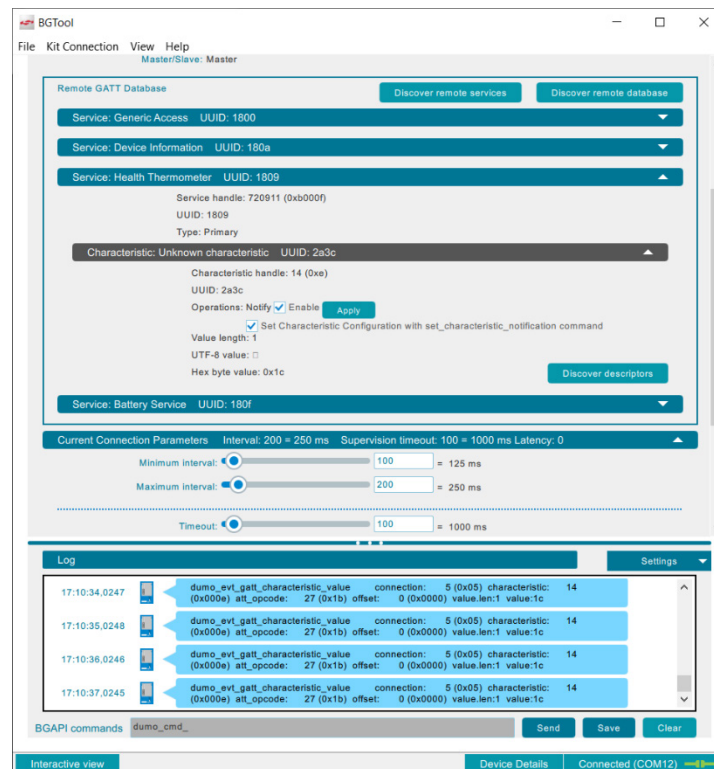 BGTool
File Kit Connection View Help
Master/Slave: Master
Remote GATT Database
Discover remote services
Discover remote database
Service: Generic Access UUID: 1800
Service: Device Information UUID: 180a
Service: Health Thermometer UUID: 1809
Service handle: 720911 (0xb000f)
UUID: 1809
Type: Primary
Characteristic: Unknown characteristic UUID: 2a3c
Characteristic handle: 14 (0xe)
UUID: 2a3c
Operations: Notify Enable Apply
Set Characteristic Configuration with set_characteristic_notification command
Value length: 1
UTF-8 value: □
Hex byte value: 0x1c
Discover descriptors
Service: Battery Service UUID: 180f
Current Connection Parameters Interval: 200 = 250 ms Supervision timeout: 100 = 1000 ms Latency: 0
Minimum interval: 100 = 125 ms
Maximum interval: 200 = 250 ms
Timeout: 100 = 1000 ms
Log
Settings
17:10:34,0247 dumo_evt_gatt_characteristic_value connection: 5 (0x05) characteristic: 14
(0x000e) att_opcode: 27 (0x1b) offset: 0 (0x0000) value.len:1 value:1c
17:10:35,0248 dumo_evt_gatt_characteristic_value connection: 5 (0x05) characteristic: 14
(0x000e) att_opcode: 27 (0x1b) offset: 0 (0x0000) value.len:1 value:1c
17:10:36,0246 dumo_evt_gatt_characteristic_value connection: 5 (0x05) characteristic: 14
(0x000e) att_opcode: 27 (0x1b) offset: 0 (0x0000) value.len:1 value:1c
17:10:37,0245 dumo_evt_gatt_characteristic_value connection: 5 (0x05) characteristic: 14
(0x000e) att_opcode: 27 (0x1b) offset: 0 (0x0000) value.len:1 value:1c
BGAPI commands dumo_cmd_ Send Save Clear
Interactive view Device Details Connected (COM12)